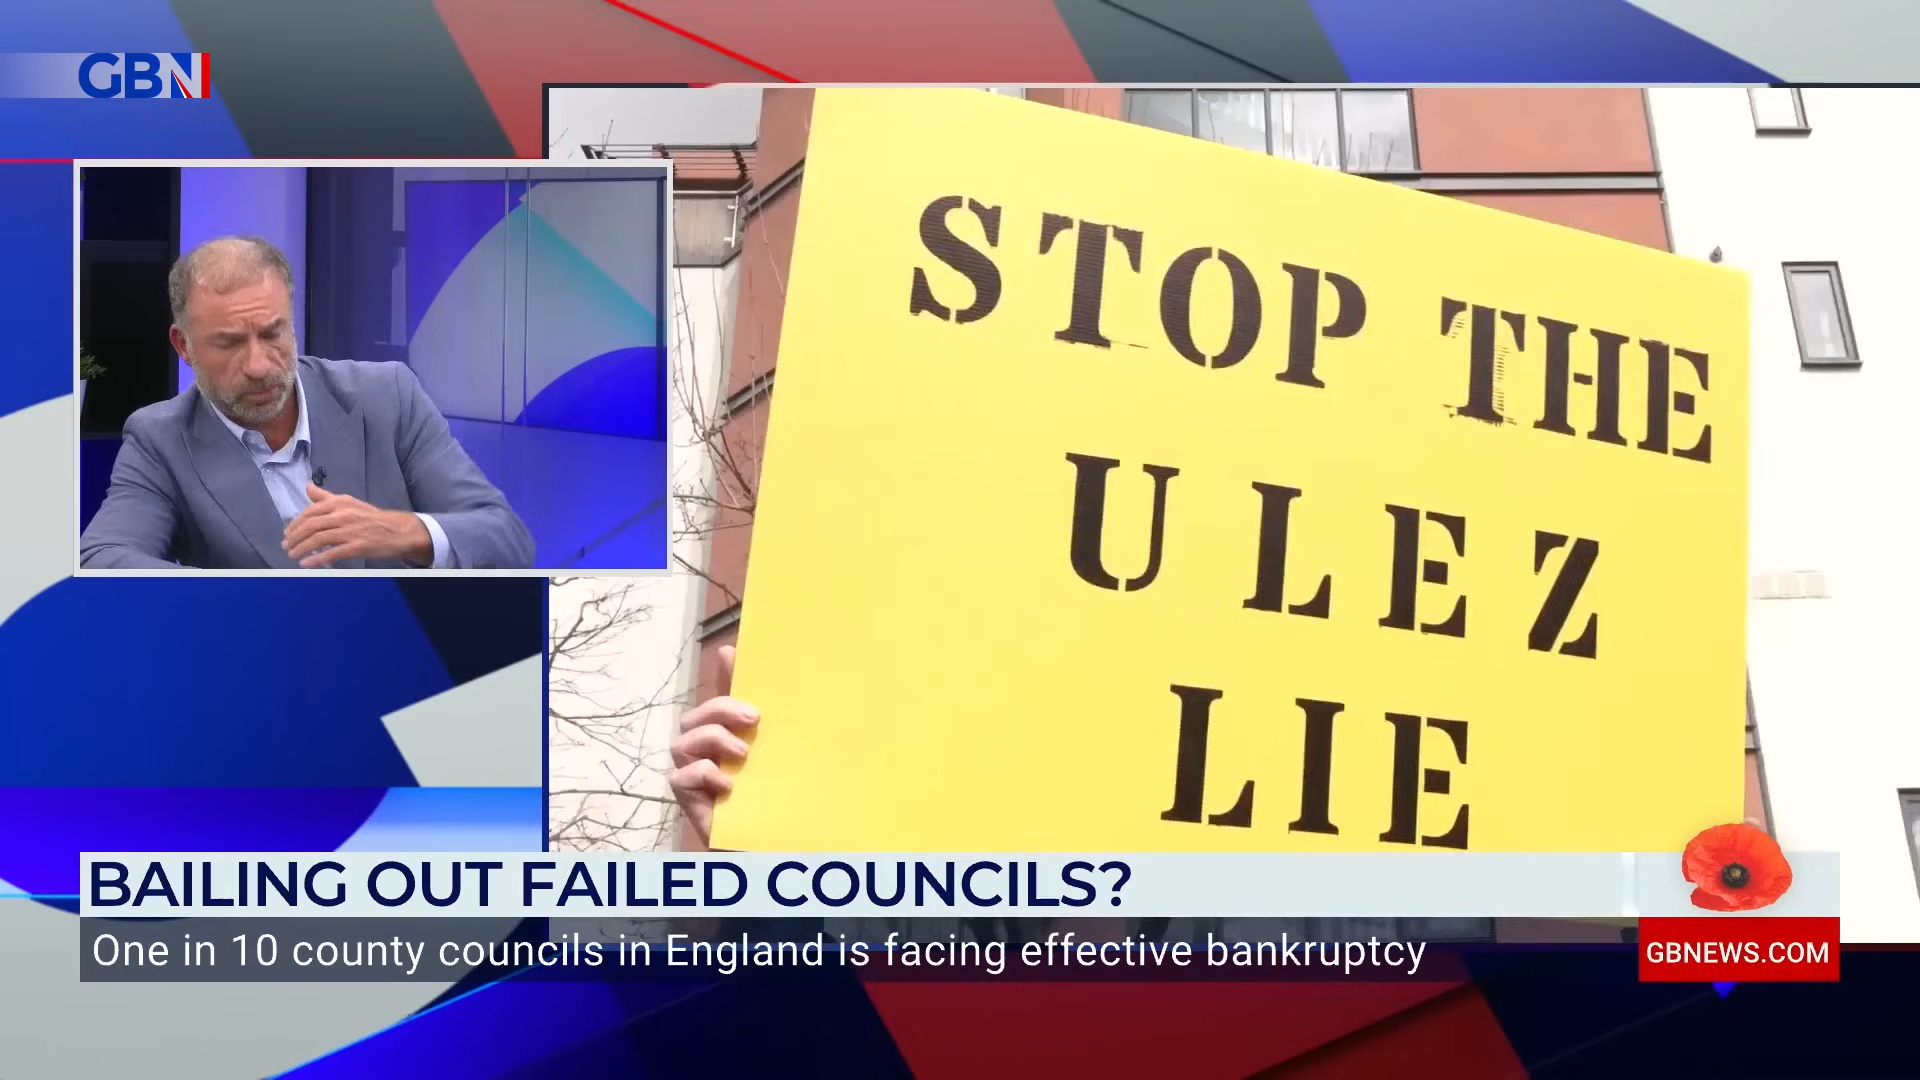 GBN
STOP THE
ULEZ
LIE
BAILING OUT FAILED COUNCILS?
One in 10 county councils in England is facing effective bankruptcy
GBNEWS.COM